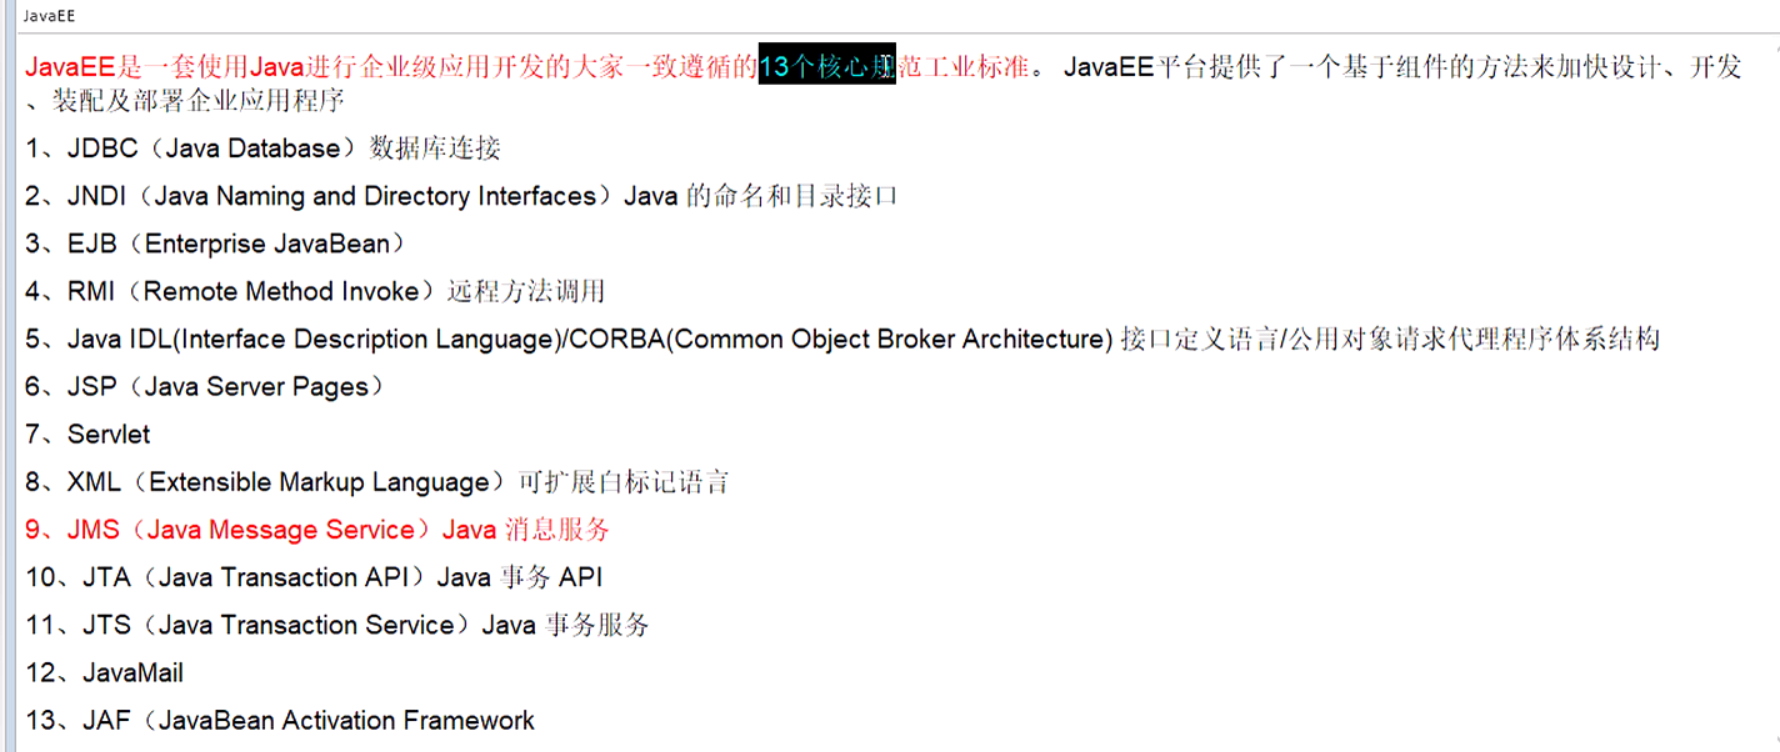 JavaEE
JavaEE是一套使用Java进行企业级应用开发的大家一致遵循的13个核心规范工业标准。 JavaEE平台提供了一个基于组件的方法来加快设计、开发
、装配及部署企业应用程序
1、JDBC（Java Database）数据库连接
2、JNDI（Java Naming and Directory Interfaces）Java 的命名和目录接口
3、EJB（Enterprise JavaBean）
4、RMI（Remote Method Invoke）远程方法调用
5、Java IDL(Interface Description Language)/CORBA(Common Object Broker Architecture) 接口定义语言/公用对象请求代理程序体系结构
6、JSP（Java Server Pages）
7、Servlet
8、XML（Extensible Markup Language）可扩展白标记语言
9、JMS（Java Message Service）Java 消息服务
10、JTA（Java Transaction API）Java 事务 API
11、JTS（Java Transaction Service）Java 事务服务
12、JavaMail
13、JAF（JavaBean Activation Framework